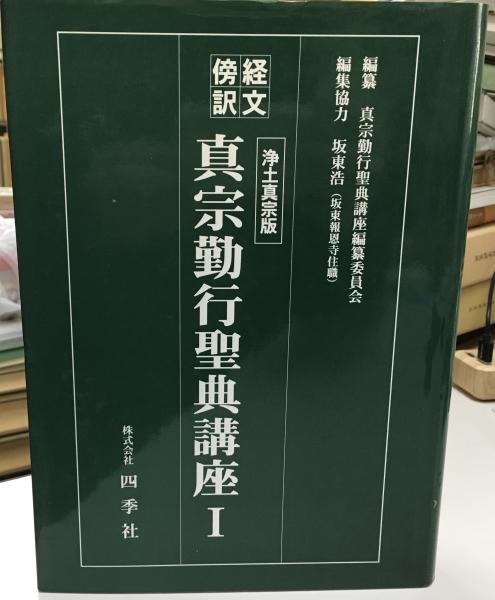 編纂　真宗勤行聖典講座編纂委員会
編集協力　坂東浩（坂東報恩寺住職）
浄土真宗版
経文
傍訳
真宗勤行聖典講座Ⅰ
株式会社　四季社